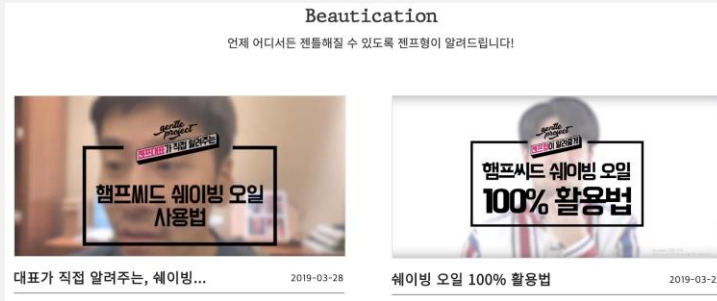 Beautication
언제 어디서든 젠틀해질 수 있도록 젠프형이 알려드립니다!
gentle
project
젠프대표가 직접 알려주는
햄프씨드 쉐이빙 오일
사용법
대표가 직접 알려주는, 쉐이빙...
2019-03-28
gentle
project
젠프형이 알려줄게
햄프씨드 쉐이빙 오일
100% 활용법
쉐이빙 오일 100% 활용법